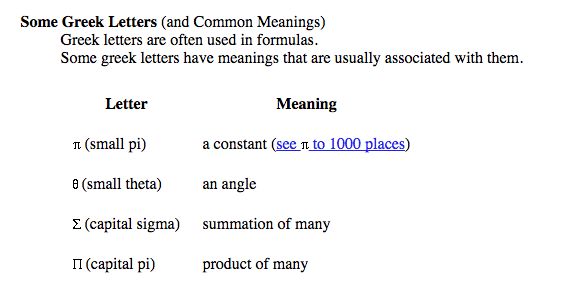 Some Greek Letters (and Common Meanings)
Greek letters are often used in formulas.
Some greek letters have meanings that are usually associated with them.
Letter Meaning
π (small pi) a constant (see π to 1000 places)
θ (small theta) an angle
Σ (capital sigma) summation of many
Π (capital pi) product of many